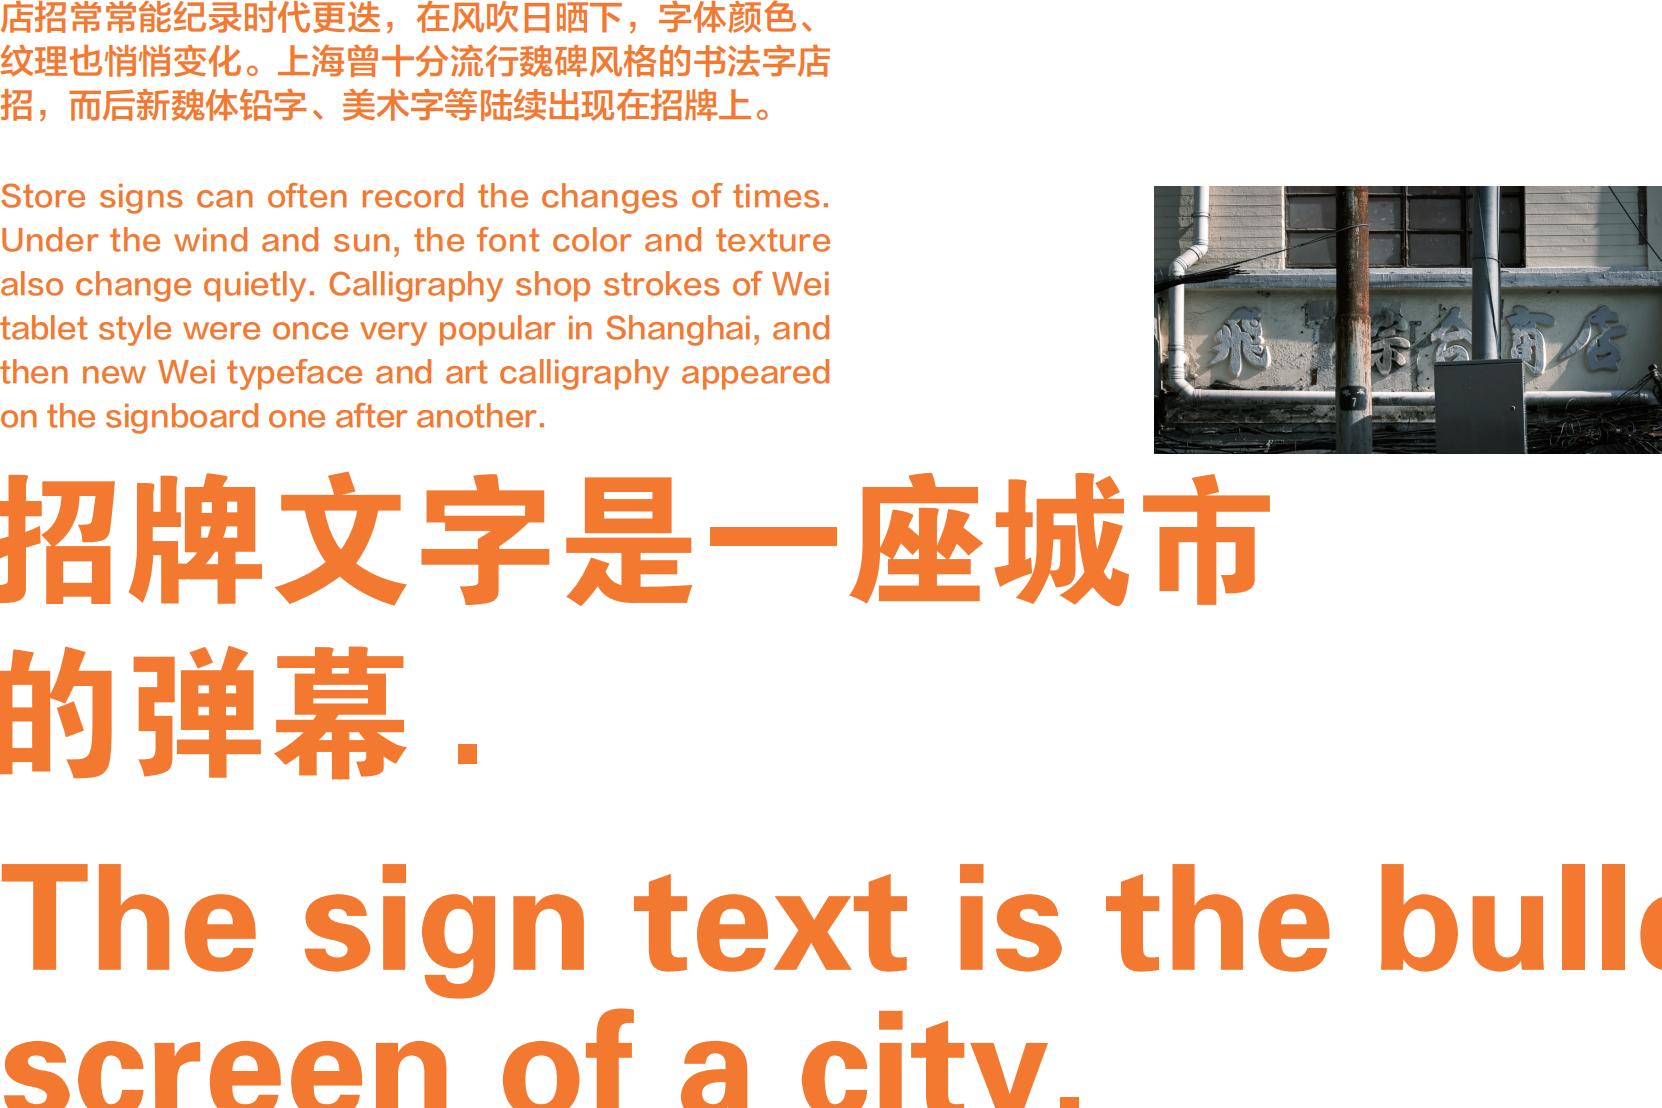 店招常常能纪录时代更迭，在风吹日晒下，字体颜色、
纹理也悄悄变化。上海曾十分流行魏碑风格的书法字店
招，而后新魏体铅字、美术字等陆续出现在招牌上。
Store signs can often record the changes of times.
Under the wind and sun, the font color and texture
also change quietly. Calligraphy shop strokes of Wei
tablet style were once very popular in Shanghai, and
then new Wei typeface and art calligraphy appeared
on the signboard one after another.
飛
合商店
7
招牌文字是一座城市
的弹幕.
The sign text is the bulle
screen of a city.